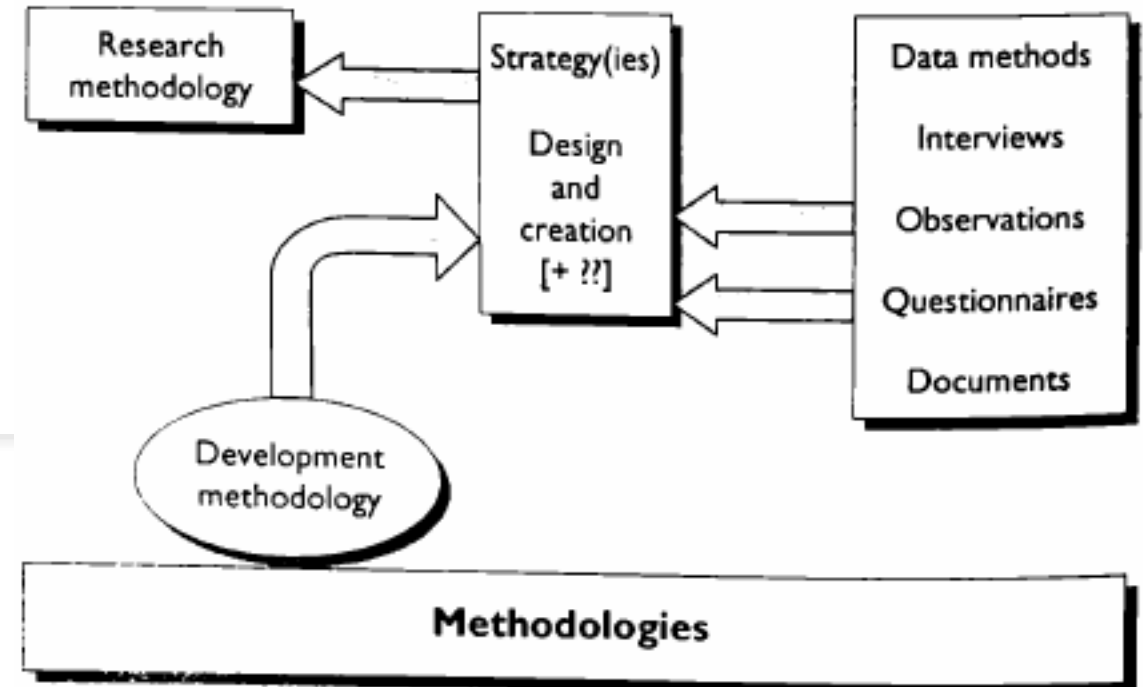 Research
methodology
Strategy(ies)
Design
and
creation
[+ ??]
Data methods
Interviews
Observations
Questionnaires
Documents
Development
methodology
Methodologies